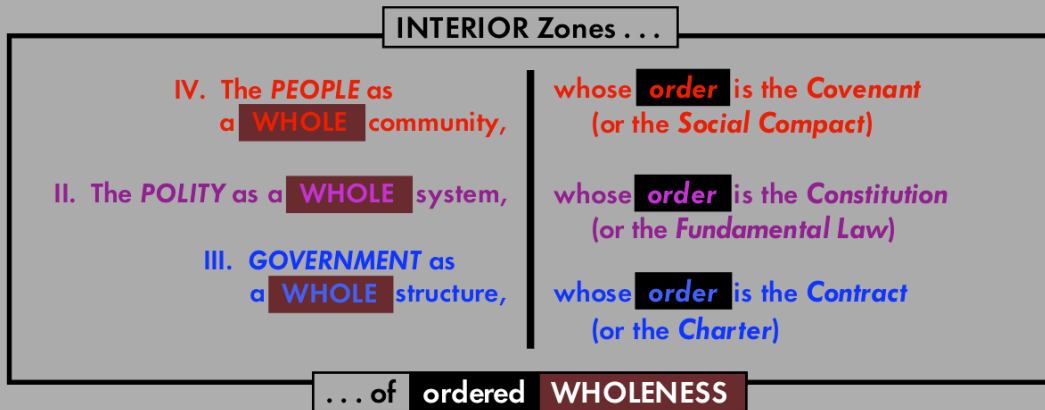 INTERIOR Zones . . .
IV. The PEOPLE as
a WHOLE community,
whose order is the Covenant
(or the Social Compact)
II. The POLITY as a WHOLE system,
whose order is the Constitution
(or the Fundamental Law)
III. GOVERNMENT as
a WHOLE structure,
whose order is the Contract
(or the Charter)
. . . of ordered WHOLENESS